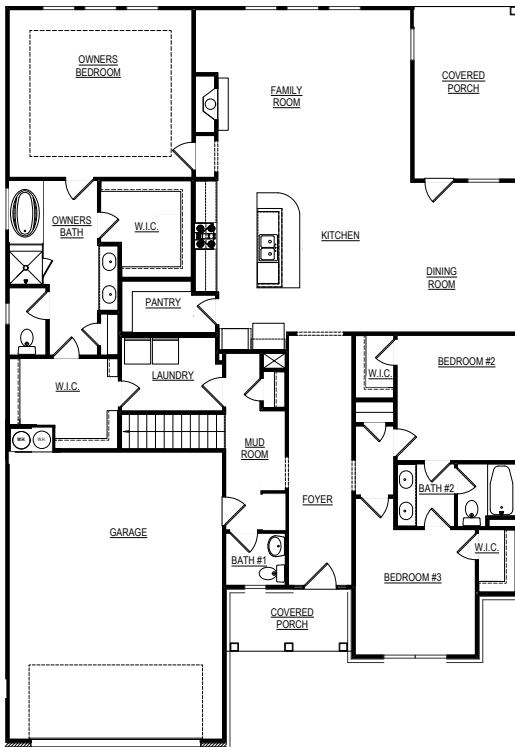 OWNERS
BEDROOM
FAMILY
ROOM
COVERED
PORCH
OWNERS
BATH
W.I.C.
KITCHEN
DINING
ROOM
PANTRY
LAUNDRY
W.I.C.
W.I.C.
BEDROOM #2
W.H.
W.H.
MUD
ROOM
FOYER
BATH #2
GARAGE
BATH #1
W.I.C.
BEDROOM #3
COVERED
PORCH